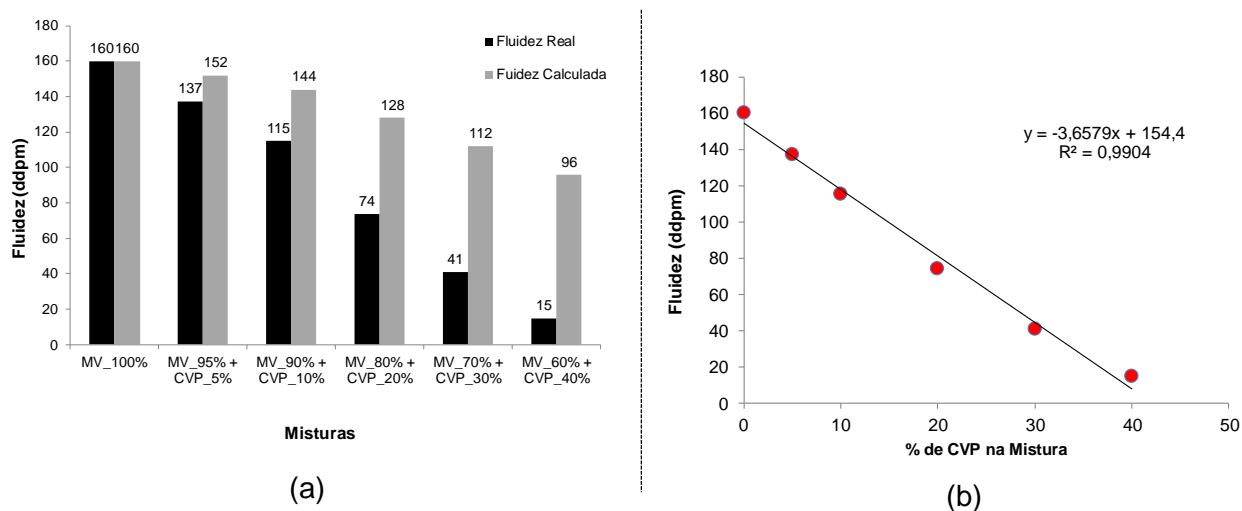 180
160
140
120
100
80
60
40
20
0
Fluidez (ddpm)
160 160
137
152
115
144
74
128
41
112
15
96
Fluidez Real
Fuidez Calculada
MV_100%
MV_95% +
CVP_5%
MV_90% +
CVP_10%
MV_80% +
CVP_20%
MV_70% +
CVP_30%
MV_60% +
CVP_40%
Misturas
(a)
180
160
140
120
100
80
60
40
20
0
Fluidez (ddpm)
y = -3,6579x + 154,4
R² = 0,9904
0 10 20 30 40 50
% de CVP na Mistura
(b)